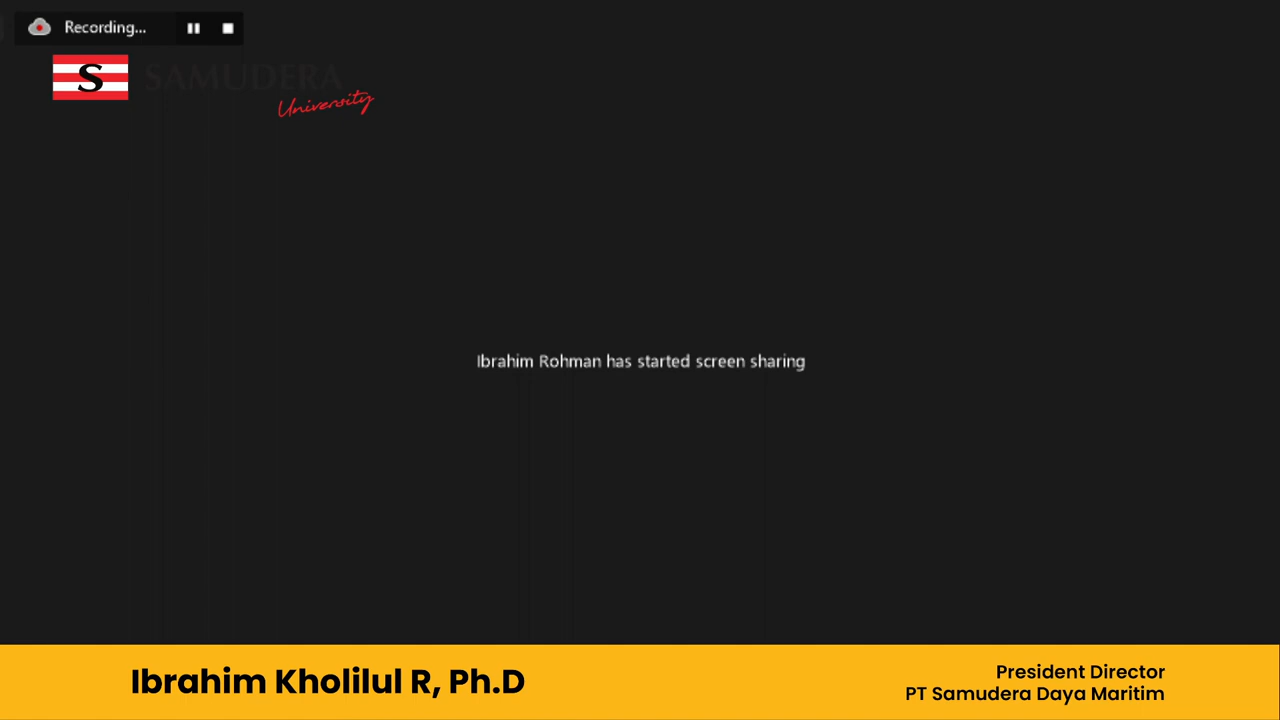 Recording...
S SAMUDERA
University
Ibrahim Rohman has started screen sharing
Ibrahim Kholilul R, Ph.D
President Director
PT Samudera Daya Maritim